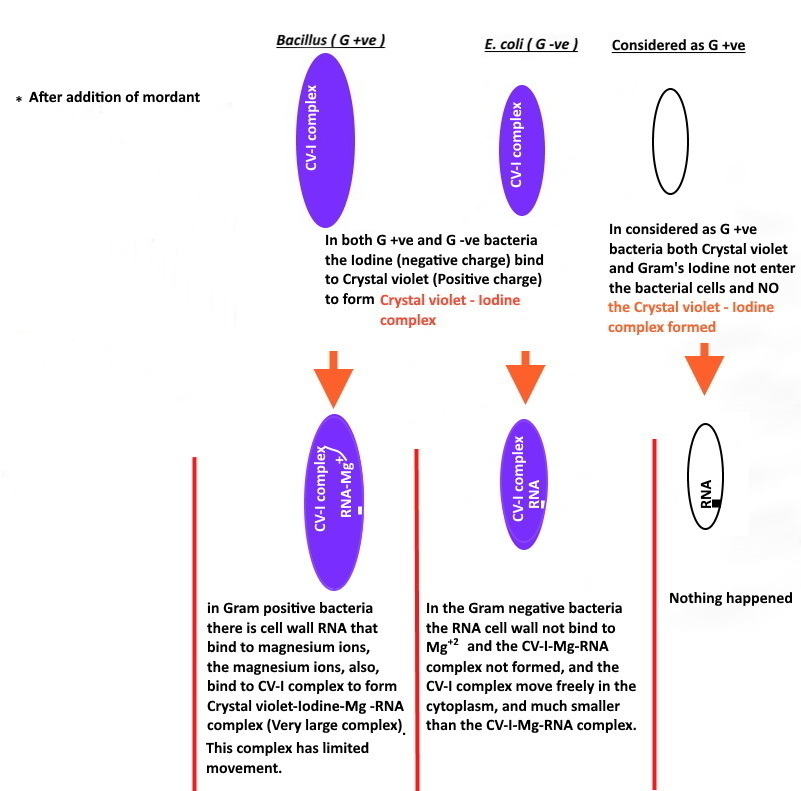 Bacillus ( G +ve )
E. coli ( G -ve )
Considered as G +ve
* After addition of mordant
CV-I complex
CV-I complex
In both G +ve and G -ve bacteria
the Iodine (negative charge) bind
to Crystal violet (Positive charge)
to form Crystal violet - Iodine
complex
In considered as G +ve
bacteria both Crystal violet
and Gram's Iodine not enter
the bacterial cells and NO
the Crystal violet - Iodine
complex formed
CV-I complex
RNA-Mg+
CV-I complex
RNA
RNA
in Gram positive bacteria
there is cell wall RNA that
bind to magnesium ions,
the magnesium ions, also,
bind to CV-I complex to form
Crystal violet-Iodine-Mg -RNA
complex (Very large complex).
This complex has limited
movement.
In the Gram negative bacteria
the RNA cell wall not bind to
Mg+2 and the CV-I-Mg-RNA
complex not formed, and the
CV-I complex move freely in the
cytoplasm, and much smaller
than the CV-I-Mg-RNA complex.
Nothing happened